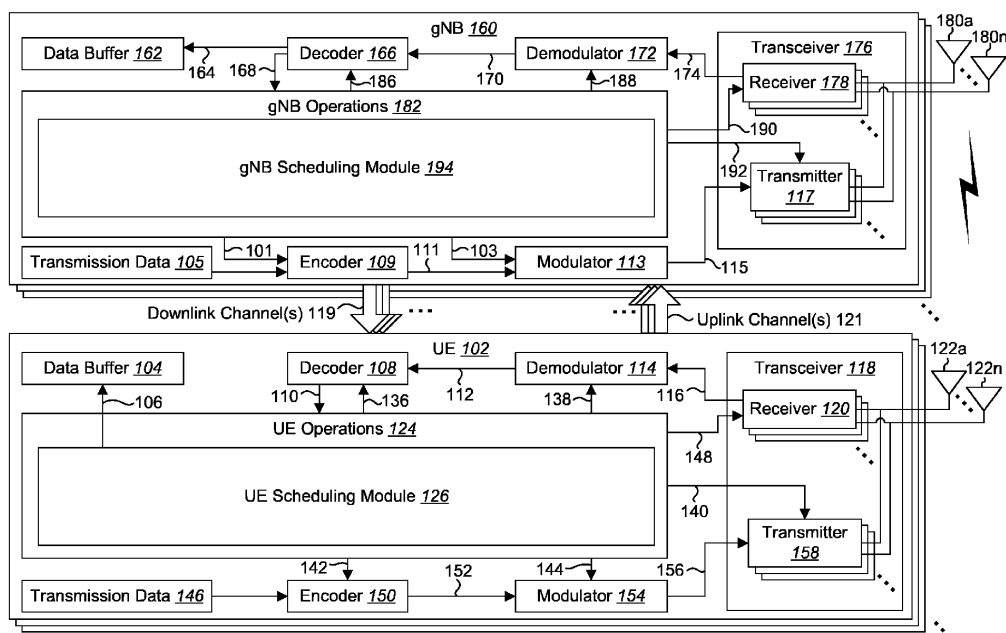 gNB 160
180a
180n
Data Buffer 162
164
168
Decoder 166
186
170
Demodulator 172
188
174
Transceiver 176
Receiver 178
gNB Operations 182
190
192
gNB Scheduling Module 194
Transmitter 117
101
111
103
Transmission Data 105
Encoder 109
Modulator 113
115
Downlink Channel(s) 119
Uplink Channel(s) 121
UE 102
122a
122n
Data Buffer 104
106
Decoder 108
110
136
112
Demodulator 114
138
116
Transceiver 118
Receiver 120
UE Operations 124
148
UE Scheduling Module 126
140
Transmitter 158
142
152
144
156
Transmission Data 146
Encoder 150
Modulator 154